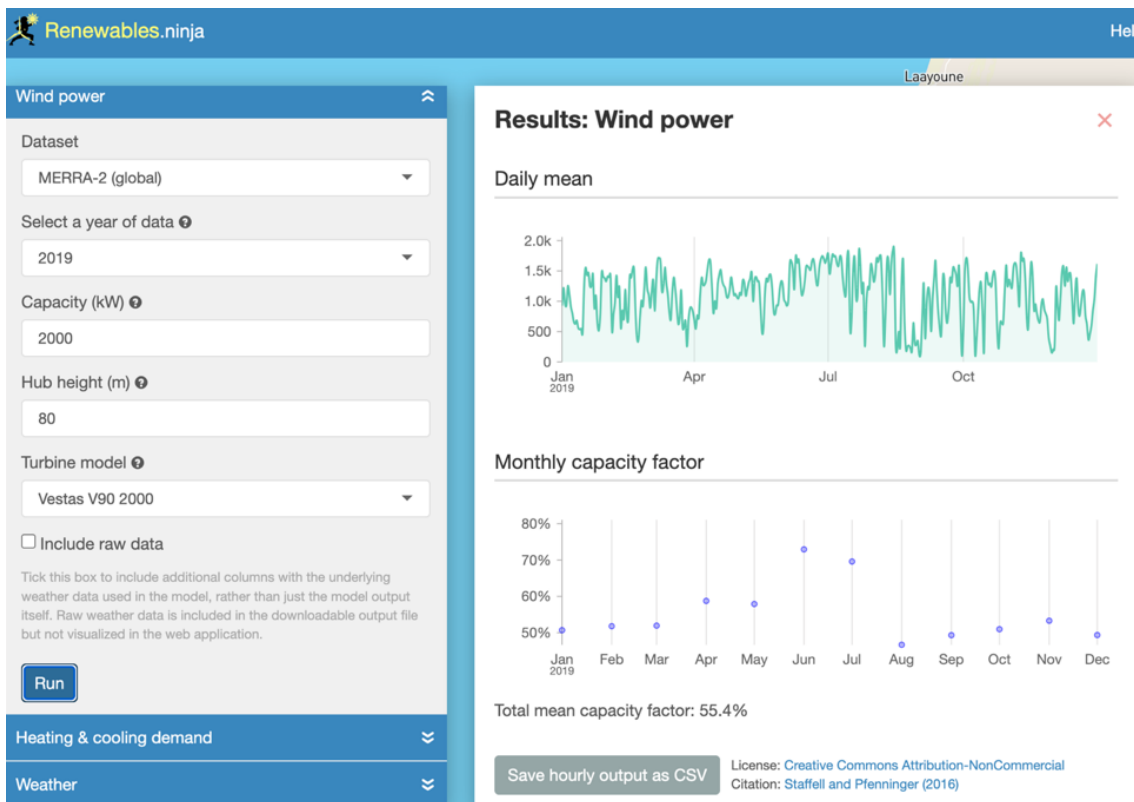 Renewables.ninja
Hel
Laayoune
Wind power
Dataset
MERRA-2 (global)
Select a year of data
2019
Capacity (kW)
2000
Hub height (m)
80
Turbine model
Vestas V90 2000
Include raw data
Tick this box to include additional columns with the underlying
weather data used in the model, rather than just the model output
itself. Raw weather data is included in the downloadable output file
but not visualized in the web application.
Run
Heating & cooling demand
Weather
Results: Wind power
Daily mean
2.0k
1.5k
1.0k
500
0
Jan Apr Jul Oct
2019
Monthly capacity factor
80%
70%
60%
50%
Jan Feb Mar Apr May Jun Jul Aug Sep Oct Nov Dec
2019
Total mean capacity factor: 55.4%
Save hourly output as CSV
License: Creative Commons Attribution-NonCommercial
Citation: Staffell and Pfenninger (2016)